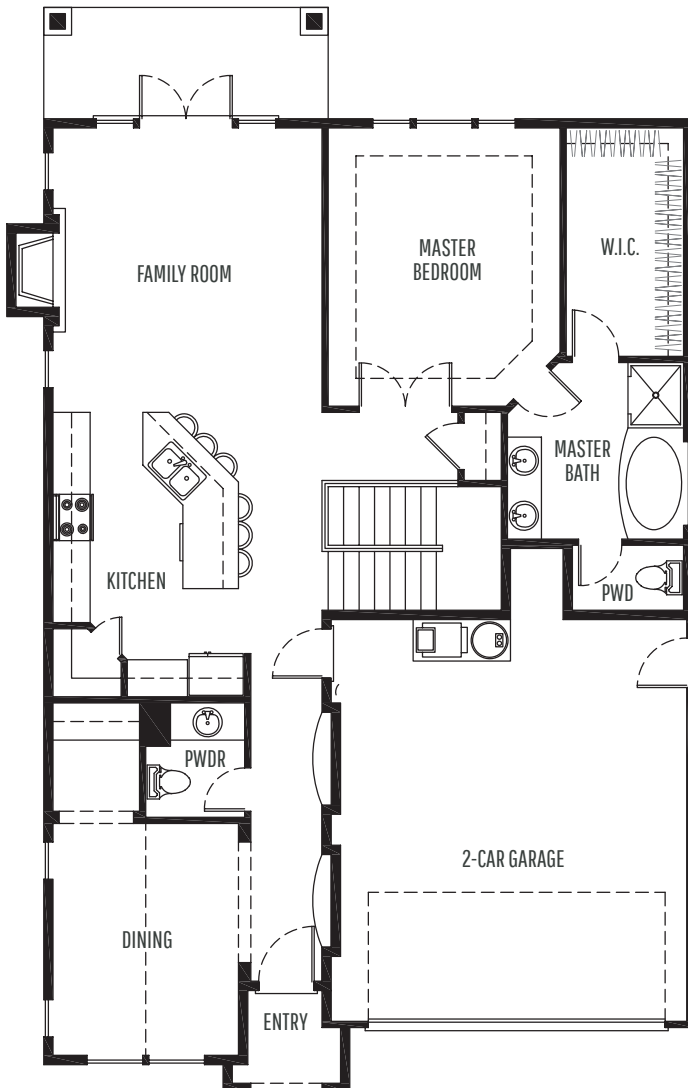 FAMILY ROOM
MASTER
BEDROOM
W.I.C.
MASTER
BATH
KITCHEN
PWD
PWDR
2-CAR GARAGE
DINING
ENTRY